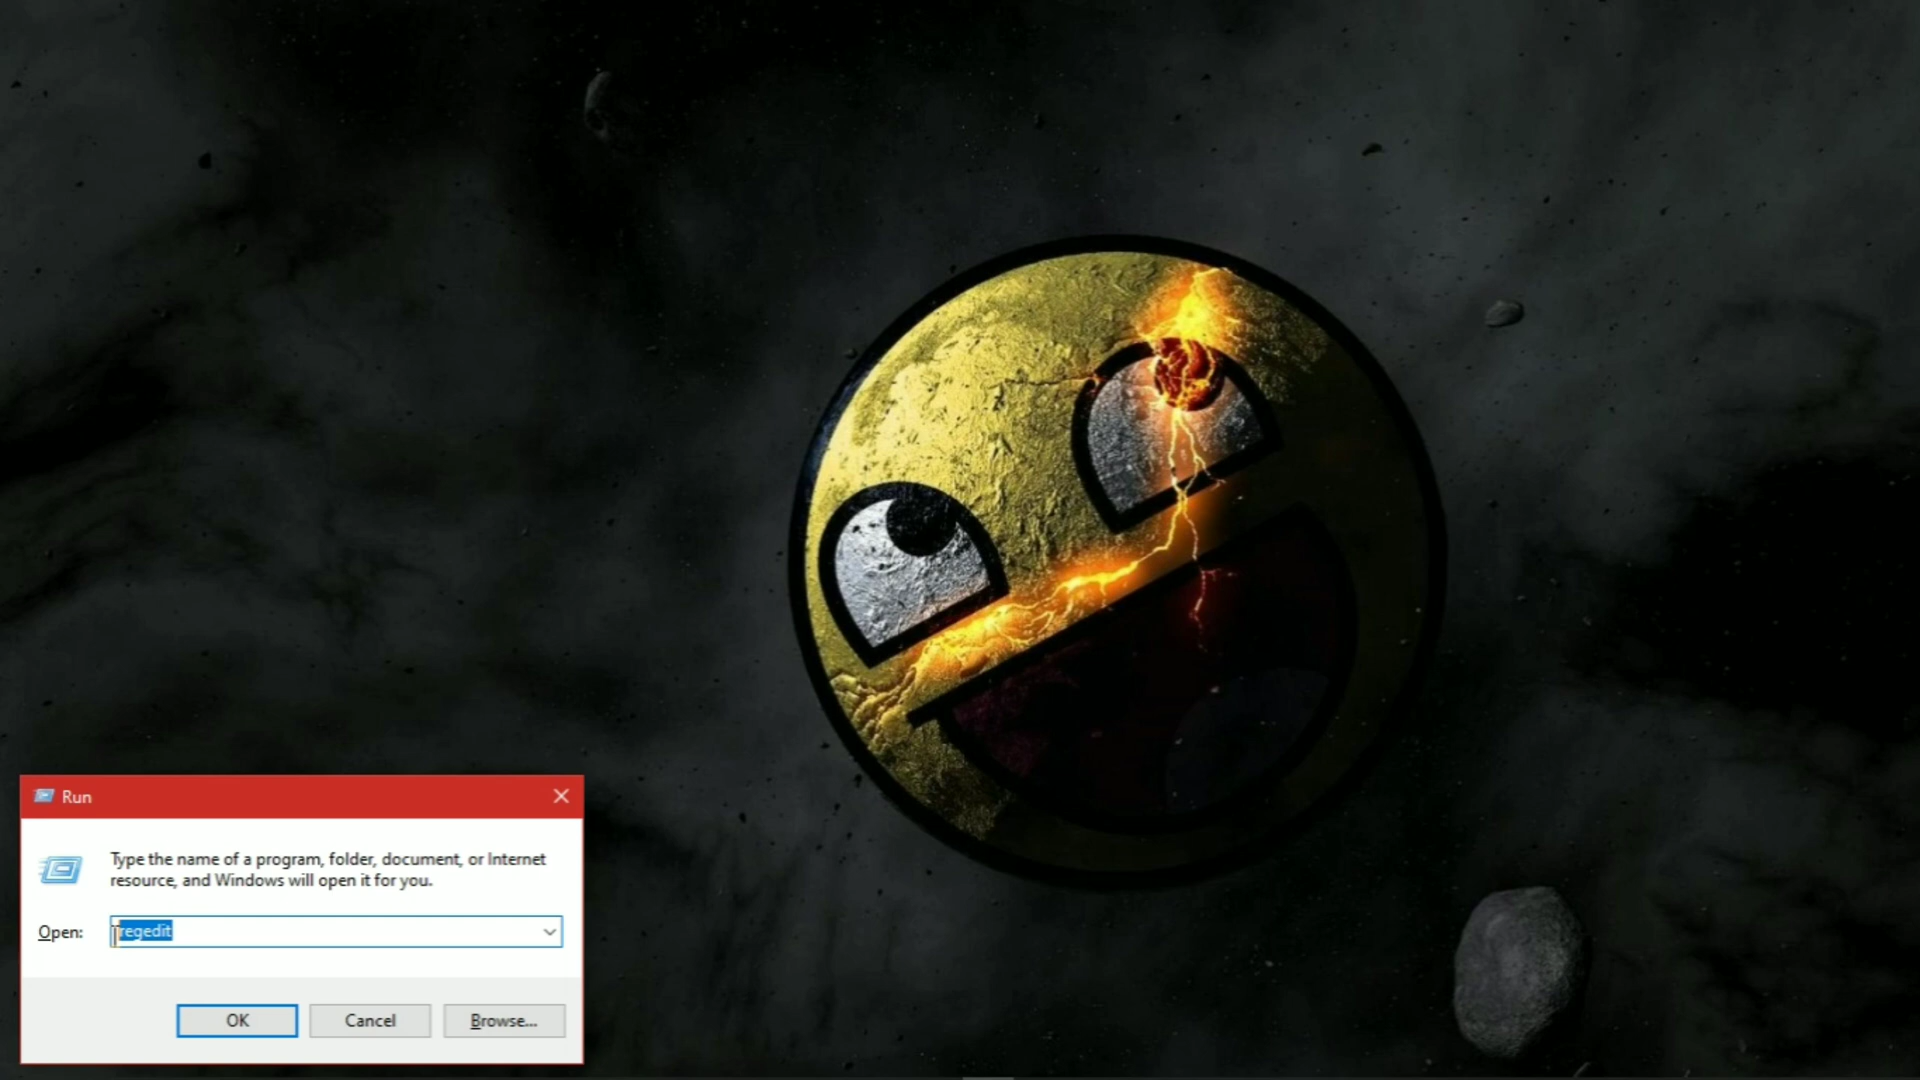 Run
Type the name of a program, folder, document, or Internet
resource, and Windows will open it for you.
Open:
regedit
OK
Cancel
Browse...